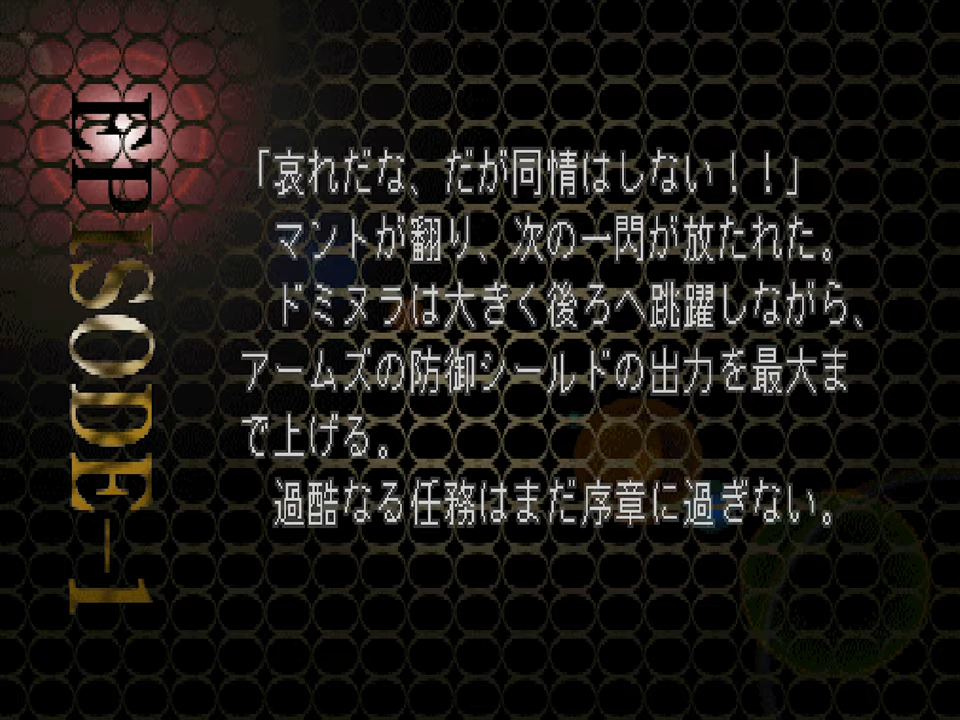 EPISODE-1
「哀れだな、だが同情はしない！！」
　マントが翻り、次の一閃が放たれた。
　ドミヌラは大きく後ろへ跳躍しながら、
アームズの防御シールドの出力を最大ま
で上げる。
　過酷なる任務はまだ序章に過ぎない。